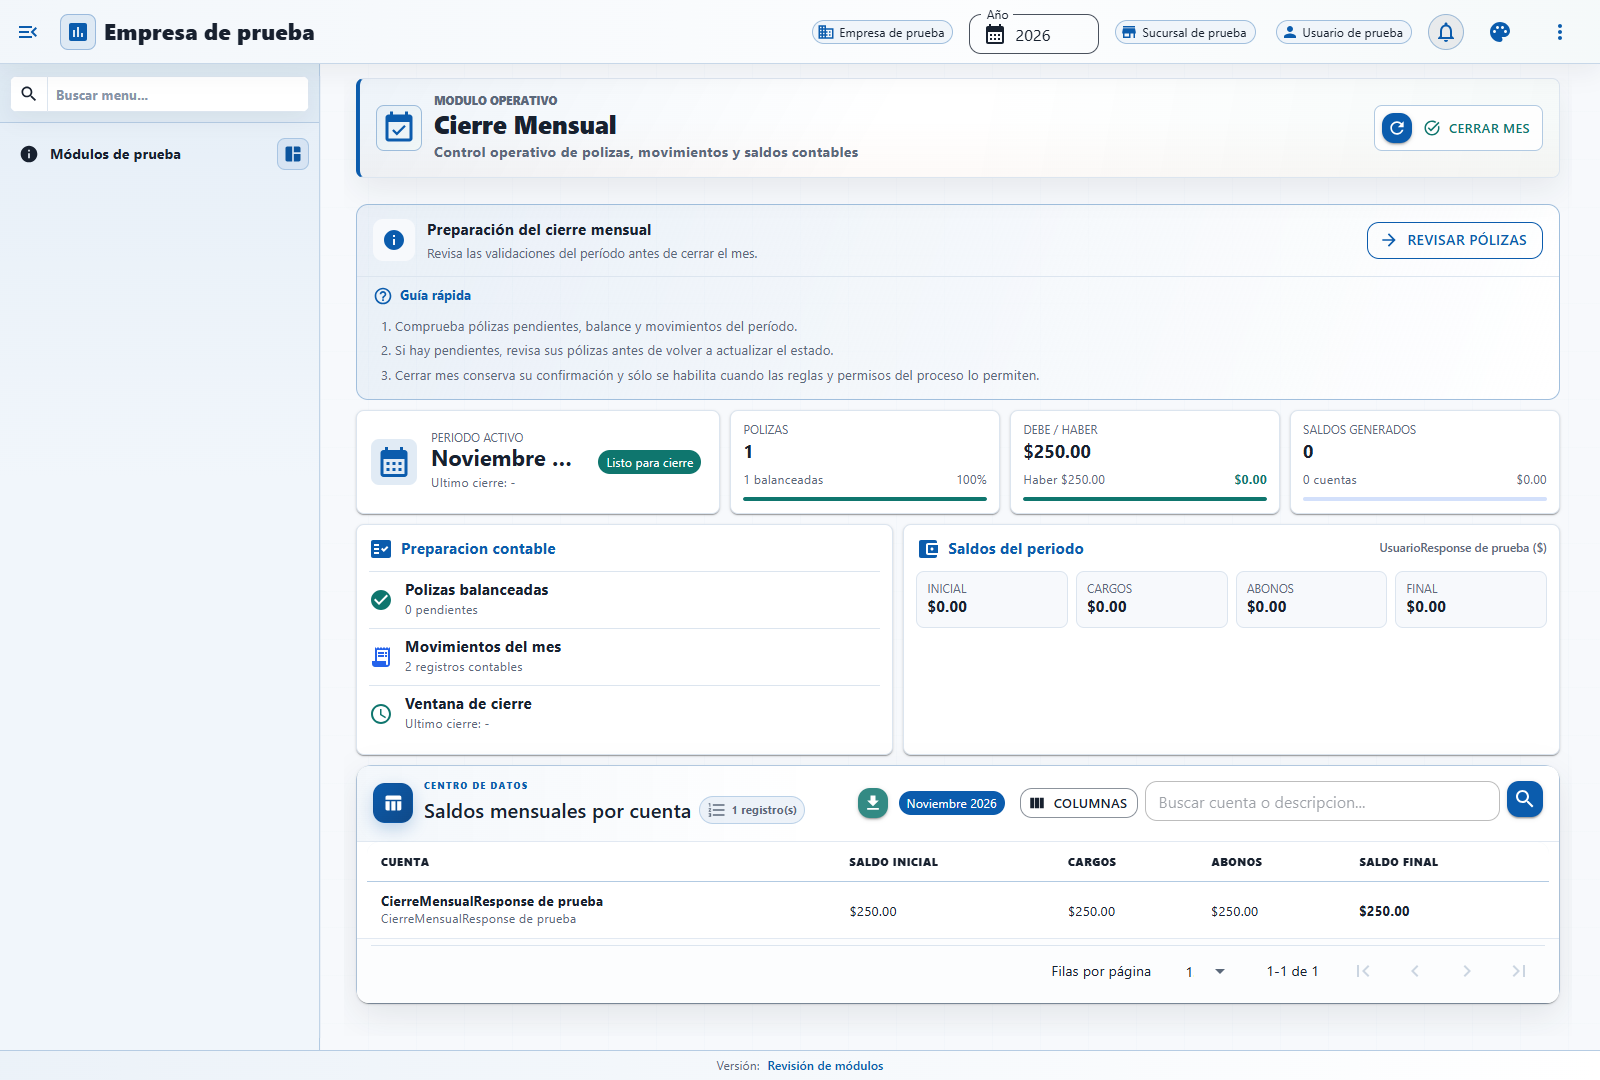 Empresa de prueba
Empresa de prueba
Año
2026
Sucursal de prueba
Usuario de prueba
Buscar menu...
Módulos de prueba
MODULO OPERATIVO
Cierre Mensual
Control operativo de polizas, movimientos y saldos contables
CERRAR MES
Preparación del cierre mensual
Revisa las validaciones del período antes de cerrar el mes.
REVISAR PÓLIZAS
Guía rápida
1. Comprueba pólizas pendientes, balance y movimientos del período.
2. Si hay pendientes, revisa sus pólizas antes de volver a actualizar el estado.
3. Cerrar mes conserva su confirmación y sólo se habilita cuando las reglas y permisos del proceso lo permiten.
PERIODO ACTIVO
Noviembre ...
Ultimo cierre: -
Listo para cierre
POLIZAS
1
1 balanceadas 100%
DEBE / HABER
$250.00
Haber $250.00 $0.00
SALDOS GENERADOS
0
0 cuentas $0.00
Preparacion contable
Polizas balanceadas
0 pendientes
Movimientos del mes
2 registros contables
Ventana de cierre
Ultimo cierre: -
Saldos del periodo
UsuarioResponse de prueba ($)
INICIAL
$0.00
CARGOS
$0.00
ABONOS
$0.00
FINAL
$0.00
CENTRO DE DATOS
Saldos mensuales por cuenta
1 registro(s)
Noviembre 2026
COLUMNAS
Buscar cuenta o descripcion...
CUENTA SALDO INICIAL CARGOS ABONOS SALDO FINAL
CierreMensualResponse de prueba
CierreMensualResponse de prueba
$250.00 $250.00 $250.00 $250.00
Filas por página 1 1-1 de 1
Versión: Revisión de módulos